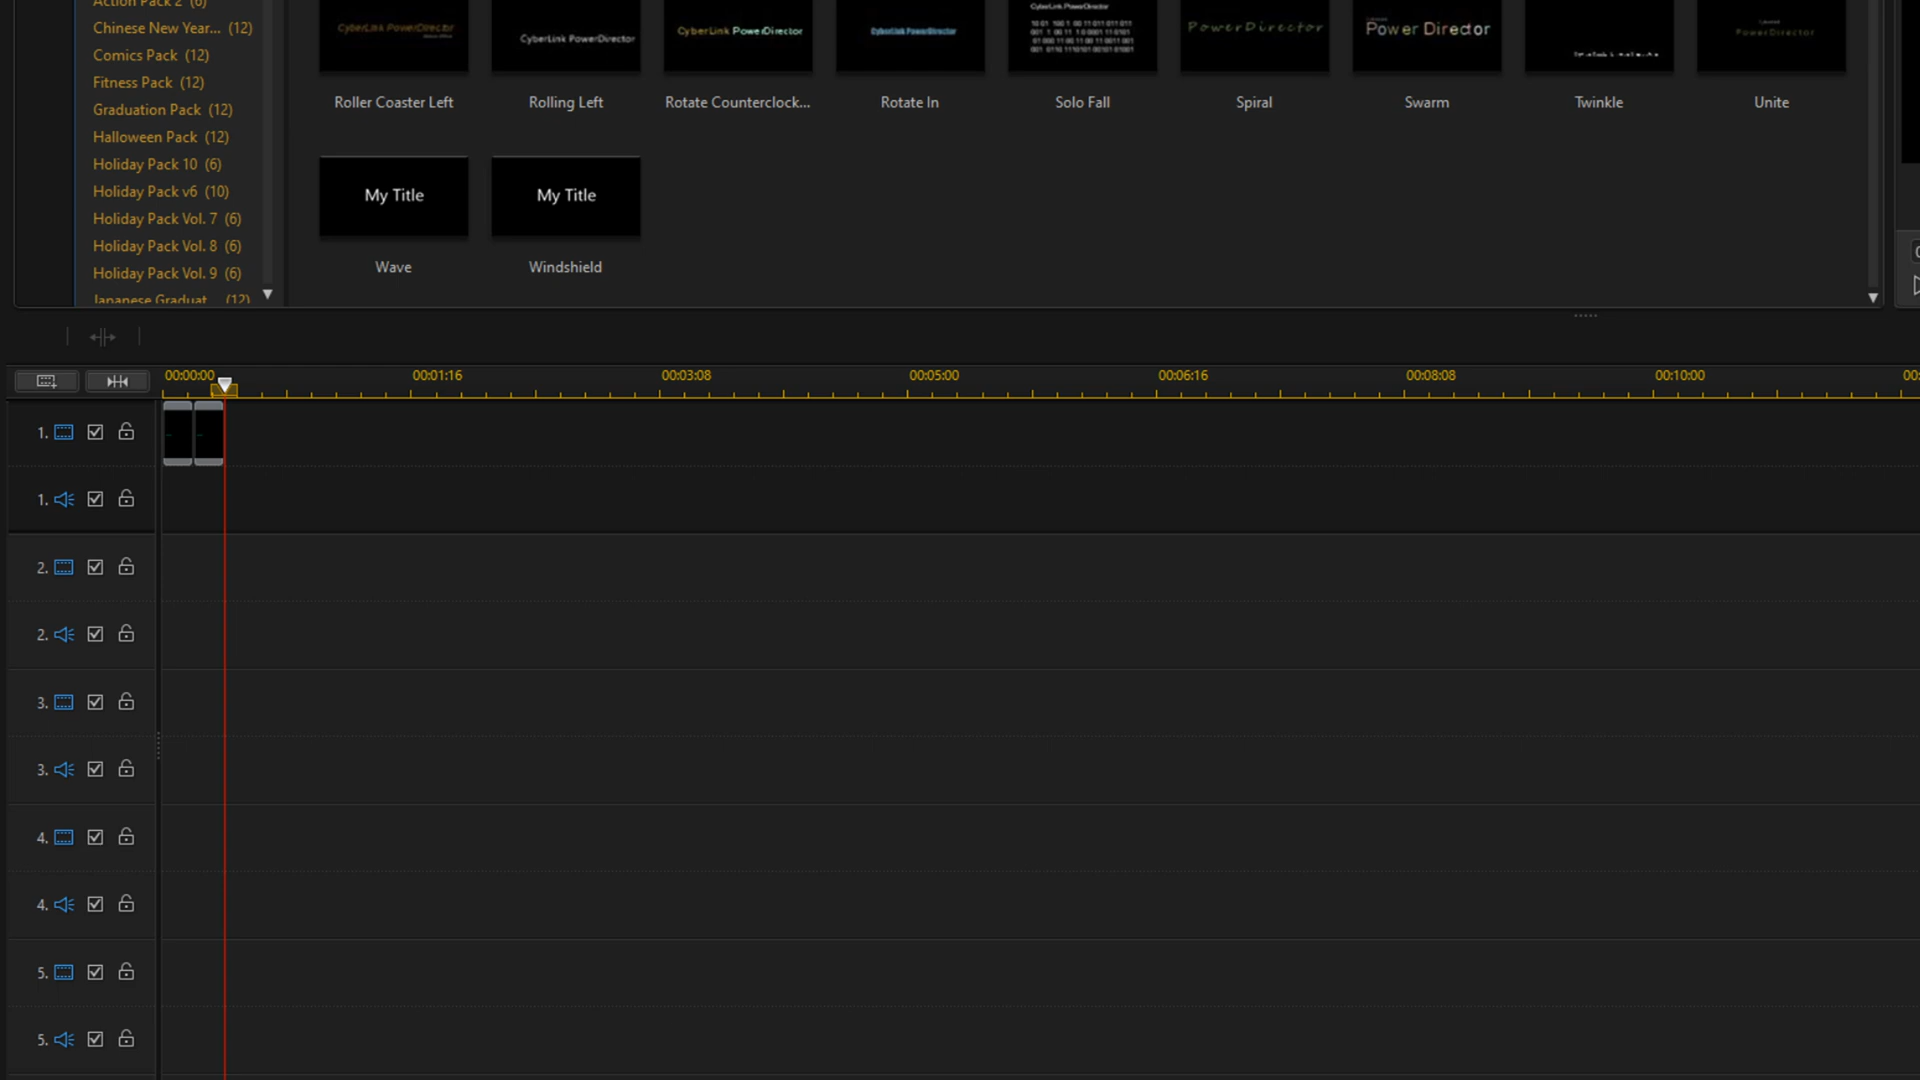 Action Pack 2 (6)
Chinese New Year... (12)
Comics Pack (12)
Fitness Pack (12)
Graduation Pack (12)
Halloween Pack (12)
Holiday Pack 10 (6)
Holiday Pack v6 (10)
Holiday Pack Vol. 7 (6)
Holiday Pack Vol. 8 (6)
Holiday Pack Vol. 9 (6)
Japanese Graduat... (12)
CyberLink PowerDirector
CyberLink PowerDirector
CyberLink PowerDirector
CyberLink PowerDirector
CyberLink PowerDirector
PowerDirector
Power Director
PowerDirector
Roller Coaster Left
Rolling Left
Rotate Counterclock...
Rotate In
Solo Fall
Spiral
Swarm
Twinkle
Unite
My Title
My Title
Wave
Windshield
00:00:00
00:01:16
00:03:08
00:05:00
00:06:16
00:08:08
00:10:00
00:
1.
1.
2.
2.
3.
3.
4.
4.
5.
5.